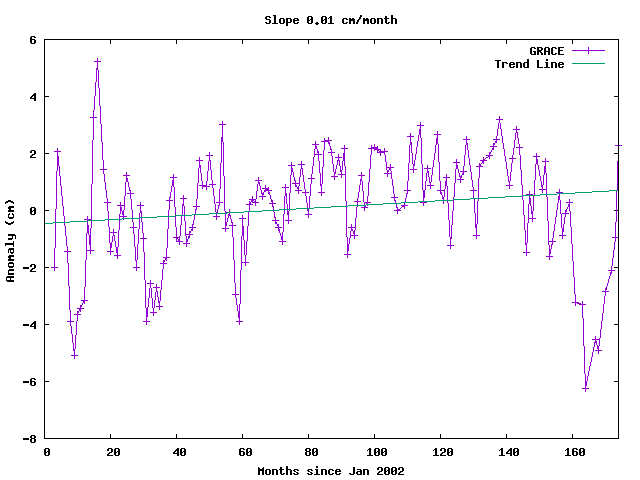 Slope 0.01 cm/month
GRACE
Trend Line
6
4
2
0
-2
-4
-6
-8
Anomaly (cm)
0 20 40 60 80 100 120 140 160
Months since Jan 2002